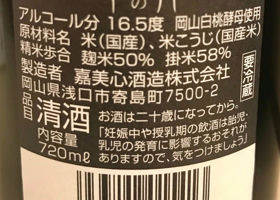 アルコール分 16.5度 岡山白桃酵母使用
原材料名 米(国産)、米こうじ(国産米)
精米歩合 麹米50% 掛米58%
製造者 嘉美心酒造株式会社
岡山県浅口市寄島町7500-2
要冷蔵
品目 清酒
内容量 720ml
お酒は二十歳になってから。
「妊娠中や授乳期の飲酒は胎児、
乳児の発育に影響するおそれが
ありますので、気をつけましょう」